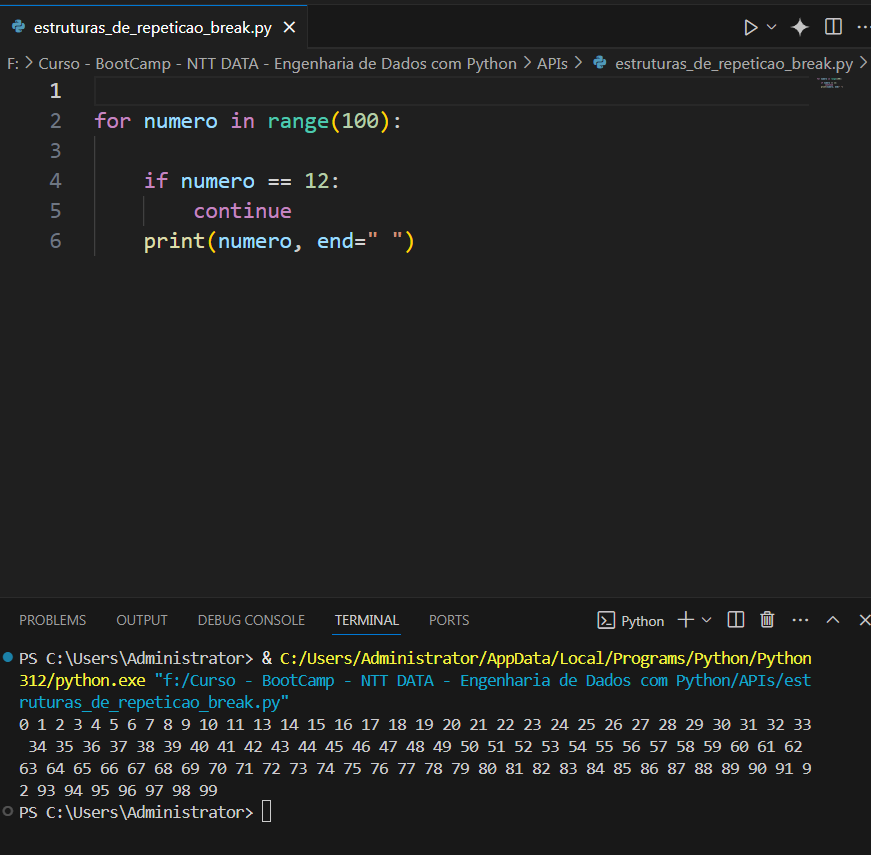 estruturas_de_repeticao_break.py
F: > Curso - BootCamp - NTT DATA - Engenharia de Dados com Python > APIs > estruturas_de_repeticao_break.py >
1
2 for numero in range(100):
3
4 if numero == 12:
5 continue
6 print(numero, end=" ")
PROBLEMS OUTPUT DEBUG CONSOLE TERMINAL PORTS Python
PS C:\Users\Administrator> & C:/Users/Administrator/AppData/Local/Programs/Python/Python
312/python.exe "f:/Curso - BootCamp - NTT DATA - Engenharia de Dados com Python/APIs/est
ruturas_de_repeticao_break.py"
0 1 2 3 4 5 6 7 8 9 10 11 13 14 15 16 17 18 19 20 21 22 23 24 25 26 27 28 29 30 31 32 33
34 35 36 37 38 39 40 41 42 43 44 45 46 47 48 49 50 51 52 53 54 55 56 57 58 59 60 61 62
63 64 65 66 67 68 69 70 71 72 73 74 75 76 77 78 79 80 81 82 83 84 85 86 87 88 89 90 91 9
2 93 94 95 96 97 98 99
PS C:\Users\Administrator>